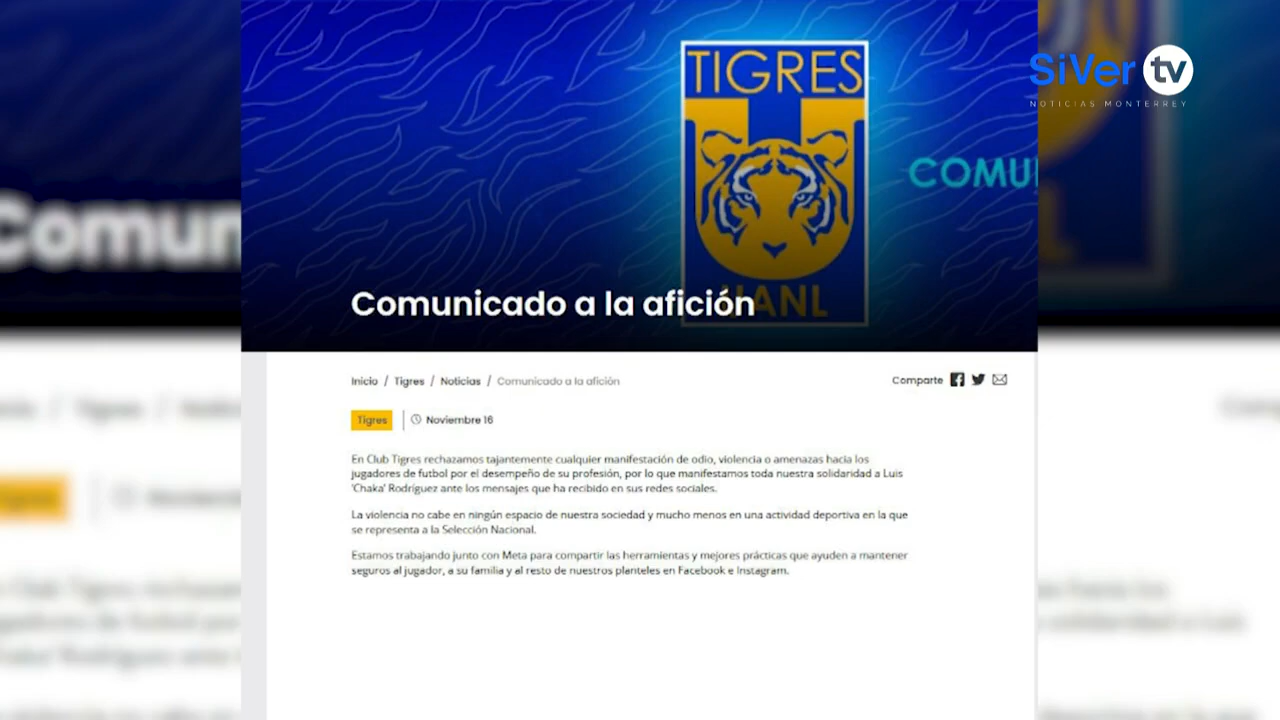 TIGRES
SiVer tv
NOTICIAS MONTERREY
COMU
UANL
Comunicado a la afición
Inicio / Tigres / Noticias / Comunicado a la afición
Comparte
Tigres
Noviembre 16
En Club Tigres rechazamos tajantemente cualquier manifestación de odio, violencia o amenazas hacia los
jugadores de futbol por el desempeño de su profesión, por lo que manifestamos toda nuestra solidaridad a Luis
'Chaka' Rodríguez ante los mensajes que ha recibido en sus redes sociales.
La violencia no cabe en ningún espacio de nuestra sociedad y mucho menos en una actividad deportiva en la que
se representa a la Selección Nacional.
Estamos trabajando junto con Meta para compartir las herramientas y mejores prácticas que ayuden a mantener
seguros al jugador, a su familia y al resto de nuestros planteles en Facebook e Instagram.